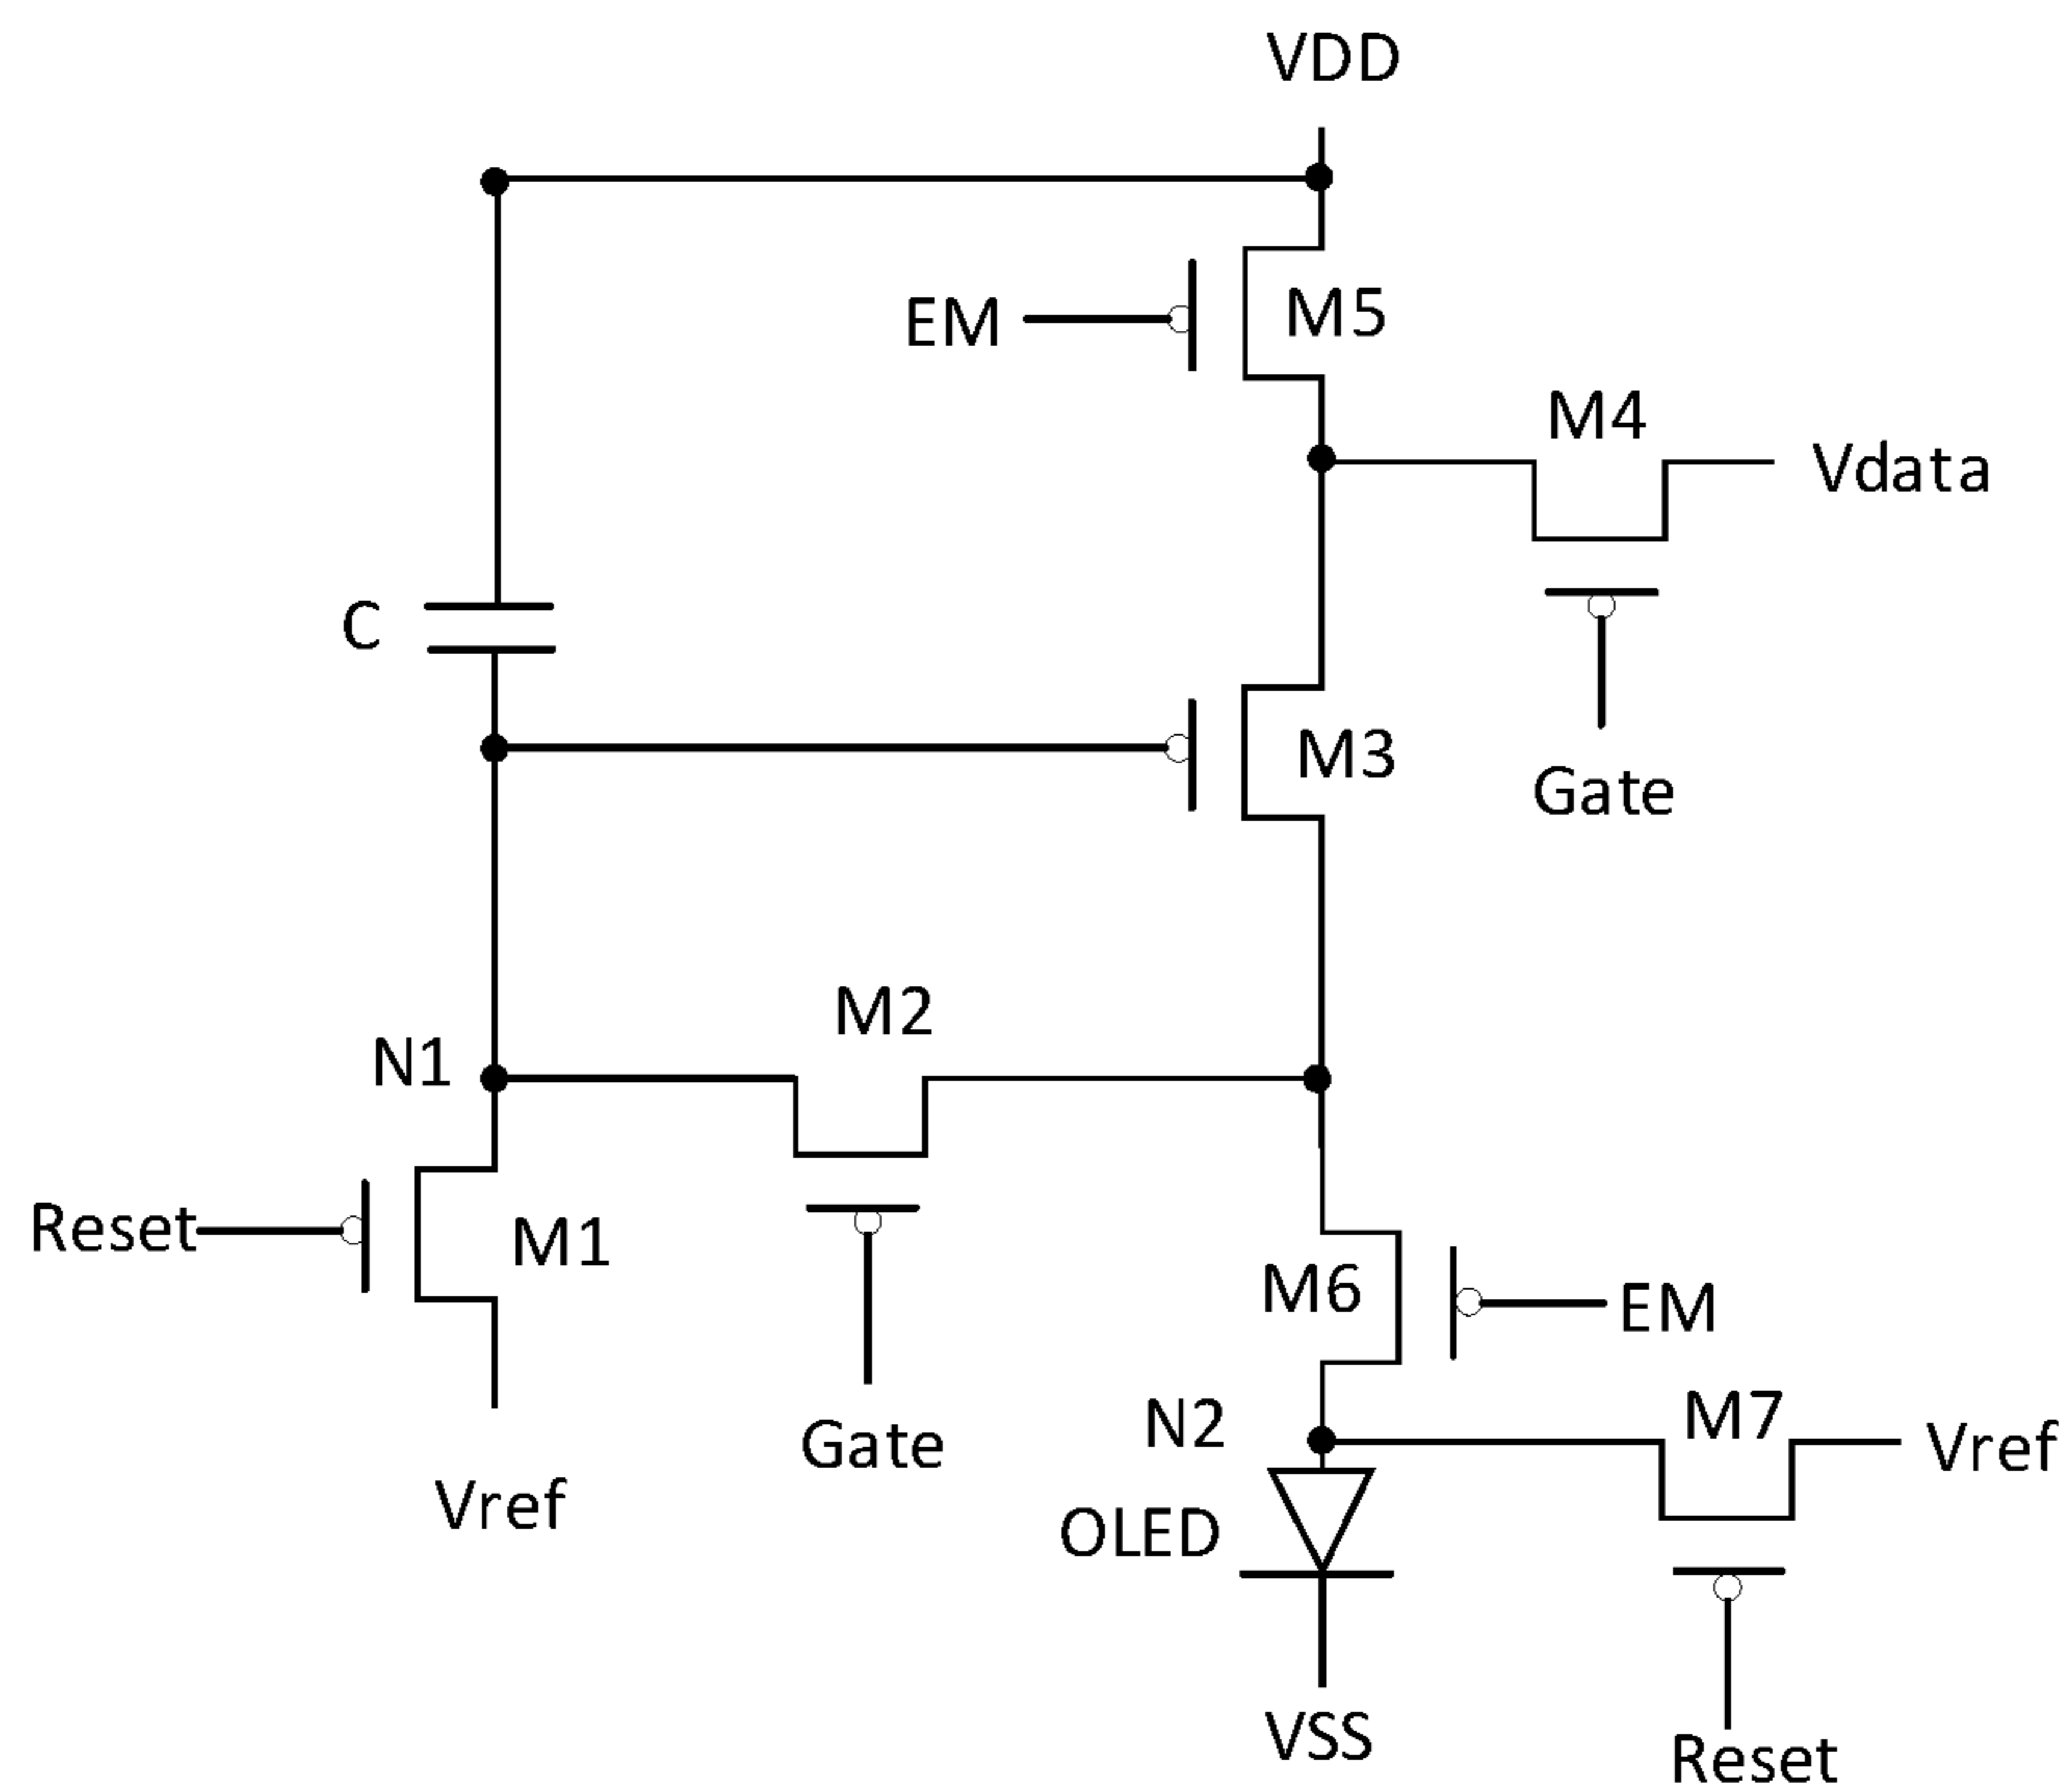 VDD
EM
M5
M4
Vdata
C
M3
Gate
M2
N1
Reset
M1
M6
EM
Gate
N2
M7
Vref
Vref
OLED
VSS
Reset